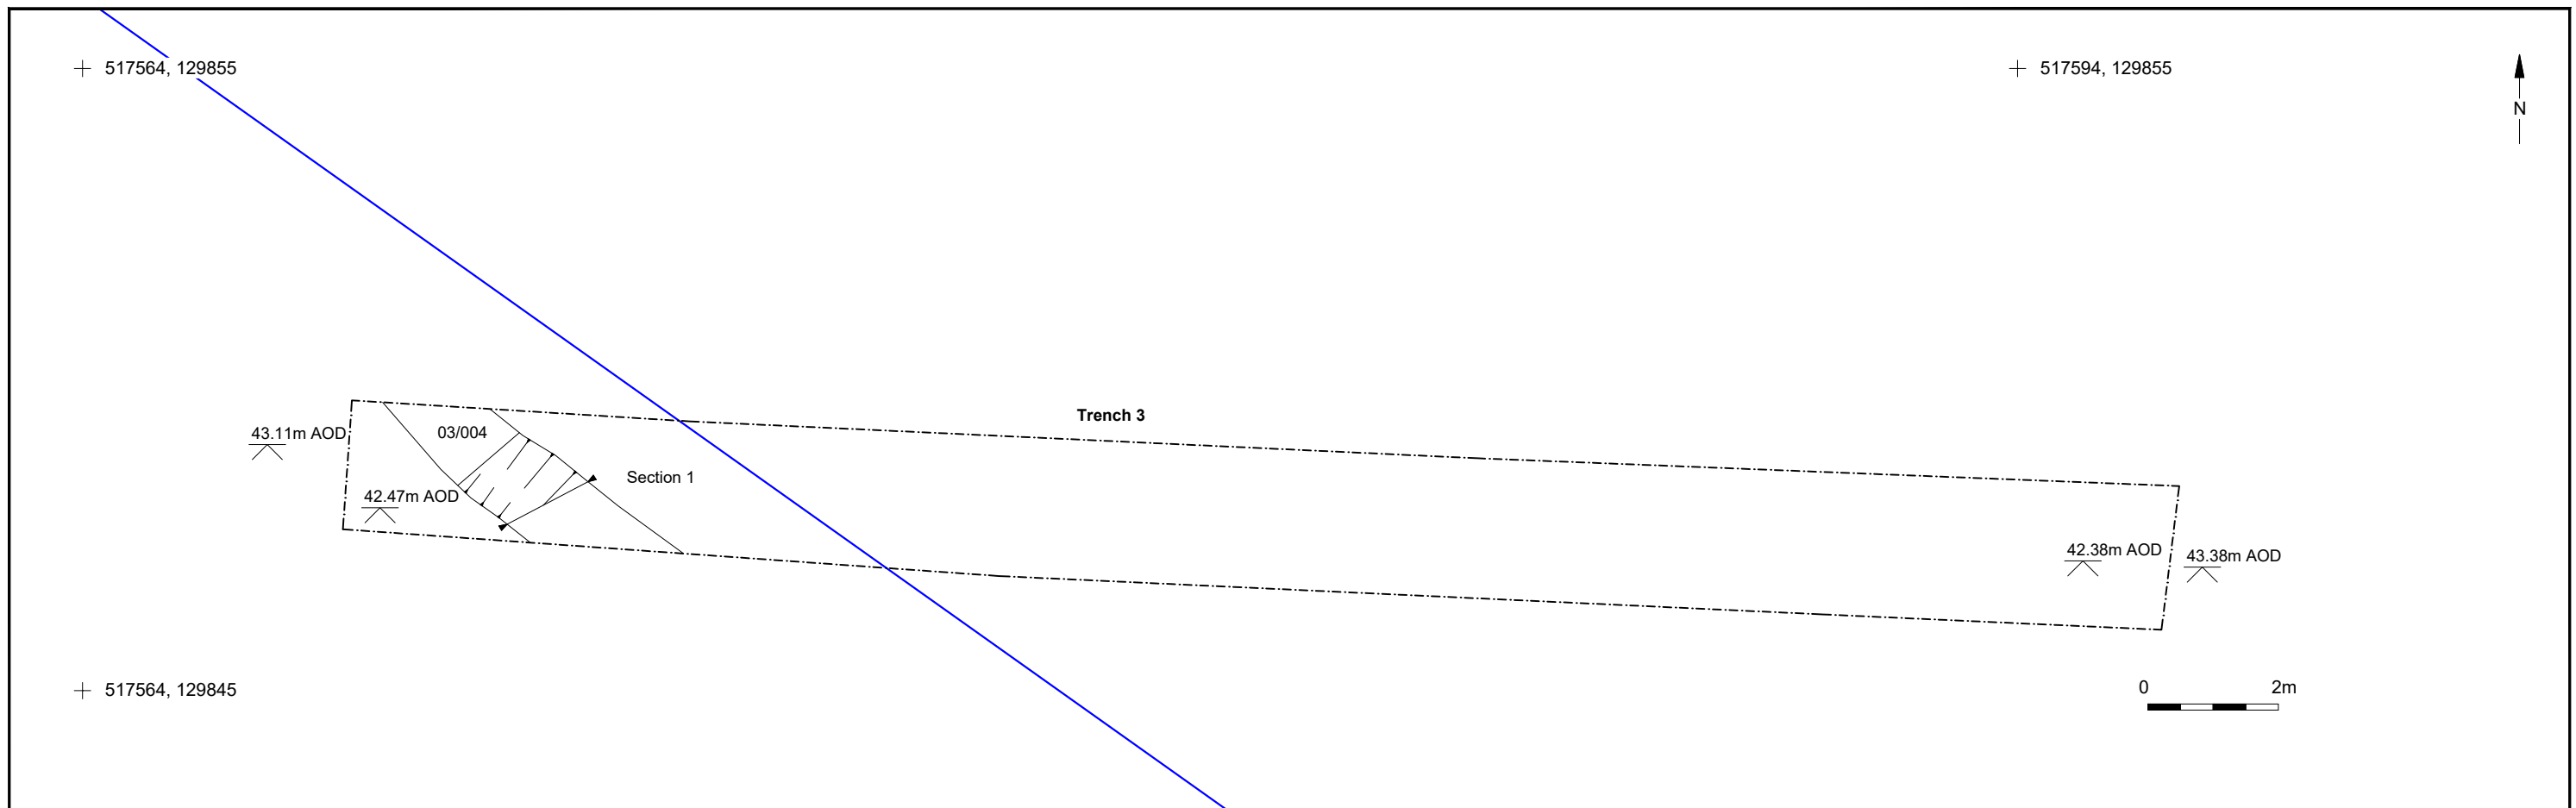 517564, 129855
517594, 129855
N
Trench 3
43.11m AOD
03/004
Section 1
42.47m AOD
42.38m AOD
43.38m AOD
517564, 129845
0 2m